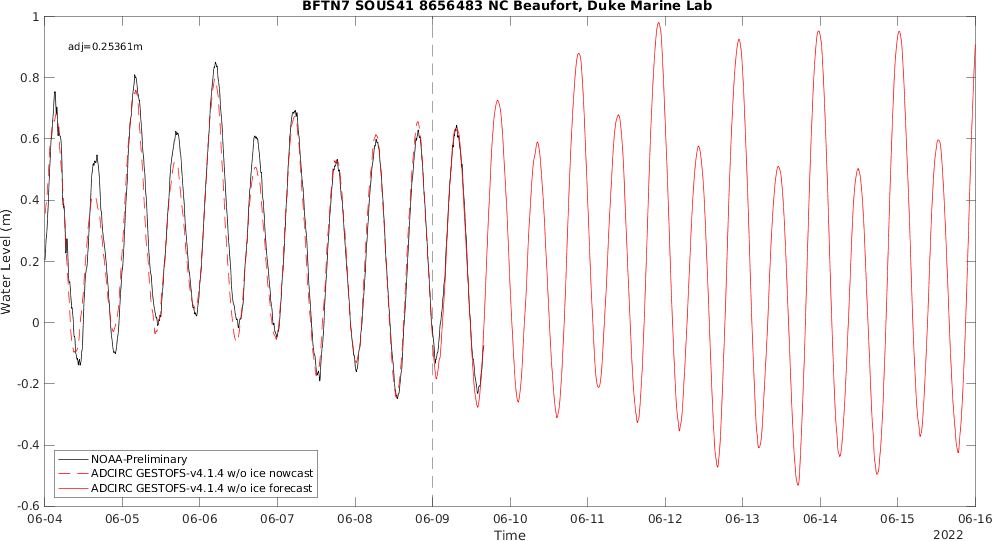 BFTN7 SOUS41 8656483 NC Beaufort, Duke Marine Lab
adj=0.25361m
1
0.8
0.6
0.4
0.2
0
-0.2
-0.4
-0.6
Water Level (m)
NOAA-Preliminary
ADCIRC GESTOFS-v4.1.4 w/o ice nowcast
ADCIRC GESTOFS-v4.1.4 w/o ice forecast
06-04 06-05 06-06 06-07 06-08 06-09 06-10 06-11 06-12 06-13 06-14 06-15 06-16
Time
2022